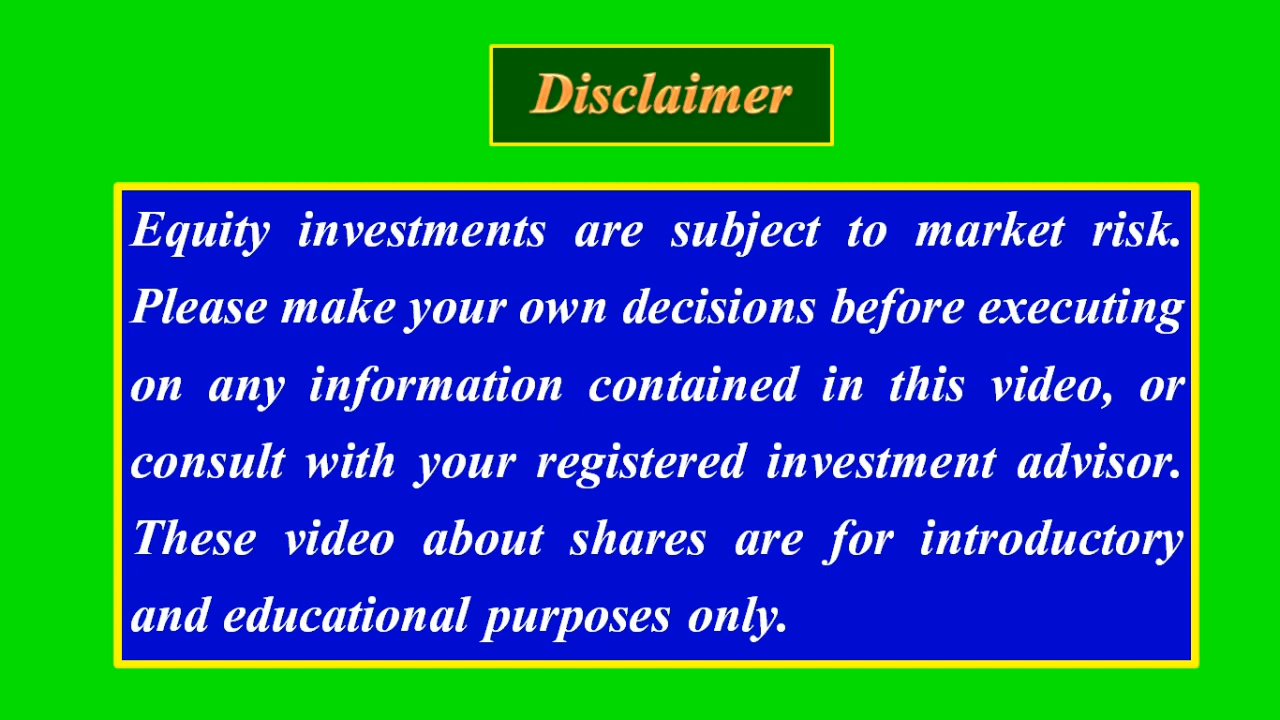 Disclaimer
Equity investments are subject to market risk.
Please make your own decisions before executing
on any information contained in this video, or
consult with your registered investment advisor.
These video about shares are for introductory
and educational purposes only.